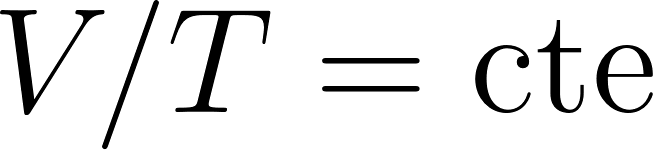 V/T = cte